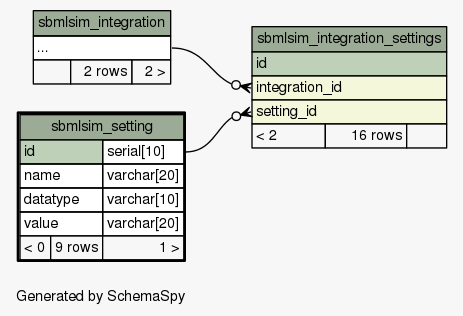 sbmlsim_integration
...
2 rows 2 >
sbmlsim_integration_settings
id
integration_id
setting_id
< 2 16 rows
sbmlsim_setting
id serial[10]
name varchar[20]
datatype varchar[10]
value varchar[20]
< 0 9 rows 1 >
Generated by SchemaSpy